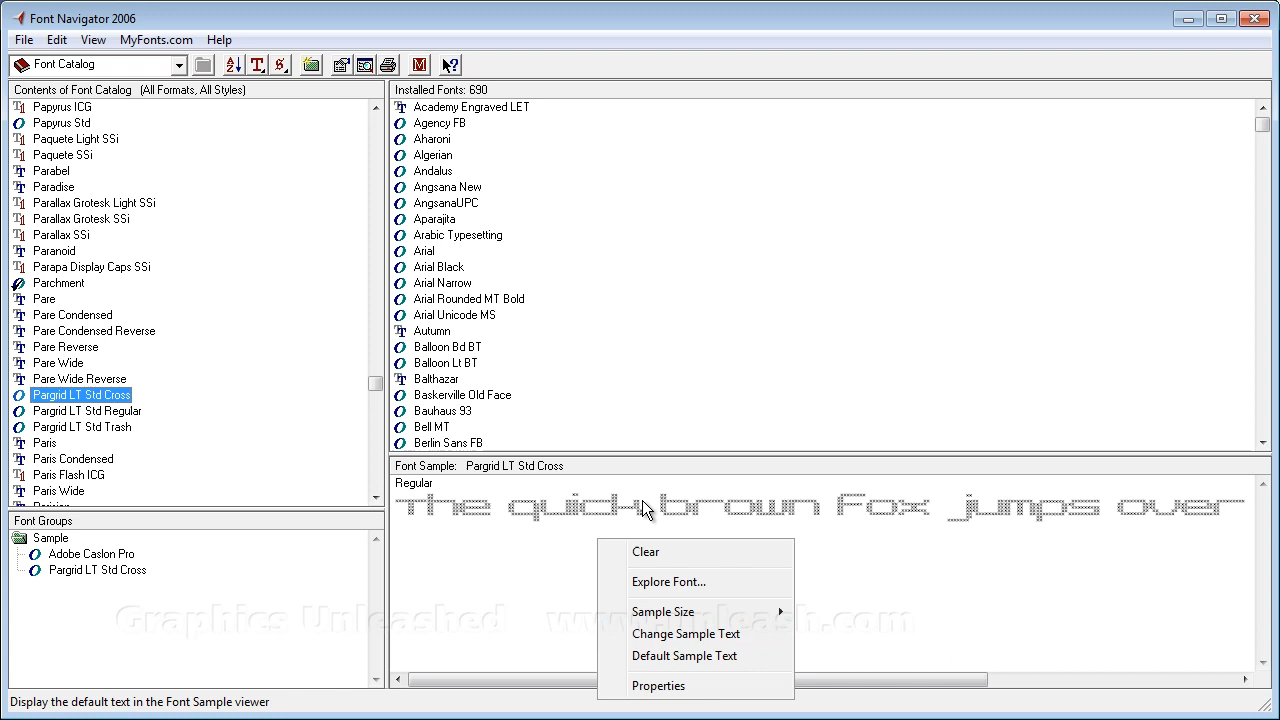 Font Navigator 2006
File Edit View MyFonts.com Help
Font Catalog
Contents of Font Catalog (All Formats, All Styles)
Papyrus ICG
Papyrus Std
Paquete Light SSi
Paquete SSi
Parabel
Paradise
Parallax Grotesk Light SSi
Parallax Grotesk SSi
Parallax SSi
Paranoid
Parapa Display Caps SSi
Parchment
Pare
Pare Condensed
Pare Condensed Reverse
Pare Reverse
Pare Wide
Pare Wide Reverse
Pargrid LT Std Cross
Pargrid LT Std Regular
Pargrid LT Std Trash
Paris
Paris Condensed
Paris Flash ICG
Paris Wide
Installed Fonts: 690
Academy Engraved LET
Agency FB
Aharoni
Algerian
Andalus
Angsana New
AngsanaUPC
Aparajita
Arabic Typesetting
Arial
Arial Black
Arial Narrow
Arial Rounded MT Bold
Arial Unicode MS
Autumn
Balloon Bd BT
Balloon Lt BT
Balthazar
Baskerville Old Face
Bauhaus 93
Bell MT
Berlin Sans FB
Font Groups
Sample
Adobe Caslon Pro
Pargrid LT Std Cross
Font Sample: Pargrid LT Std Cross
Regular
The quick brown fox jumps over
Clear
Explore Font...
Sample Size
Change Sample Text
Default Sample Text
Properties
Graphics Unleashed www.unleash.com
Display the default text in the Font Sample viewer